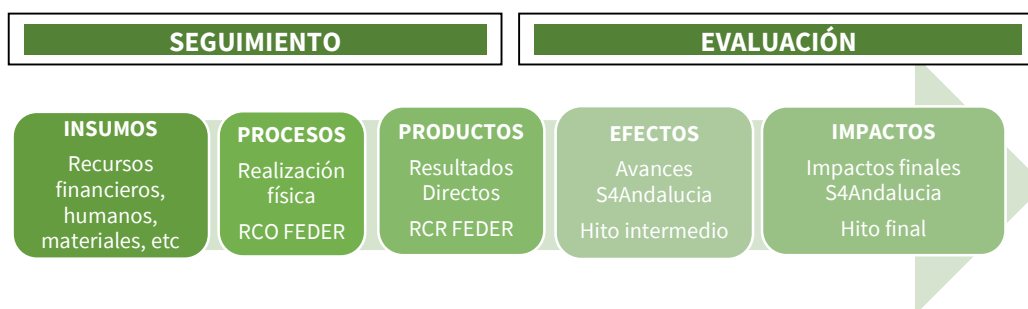 SEGUIMIENTO
EVALUACIÓN
INSUMOS
Recursos
financieros,
humanos,
materiales, etc
PROCESOS
Realización
física
RCO FEDER
PRODUCTOS
Resultados
Directos
RCR FEDER
EFECTOS
Avances
S4Andalucia
Hito intermedio
IMPACTOS
Impactos finales
S4Andalucia
Hito final